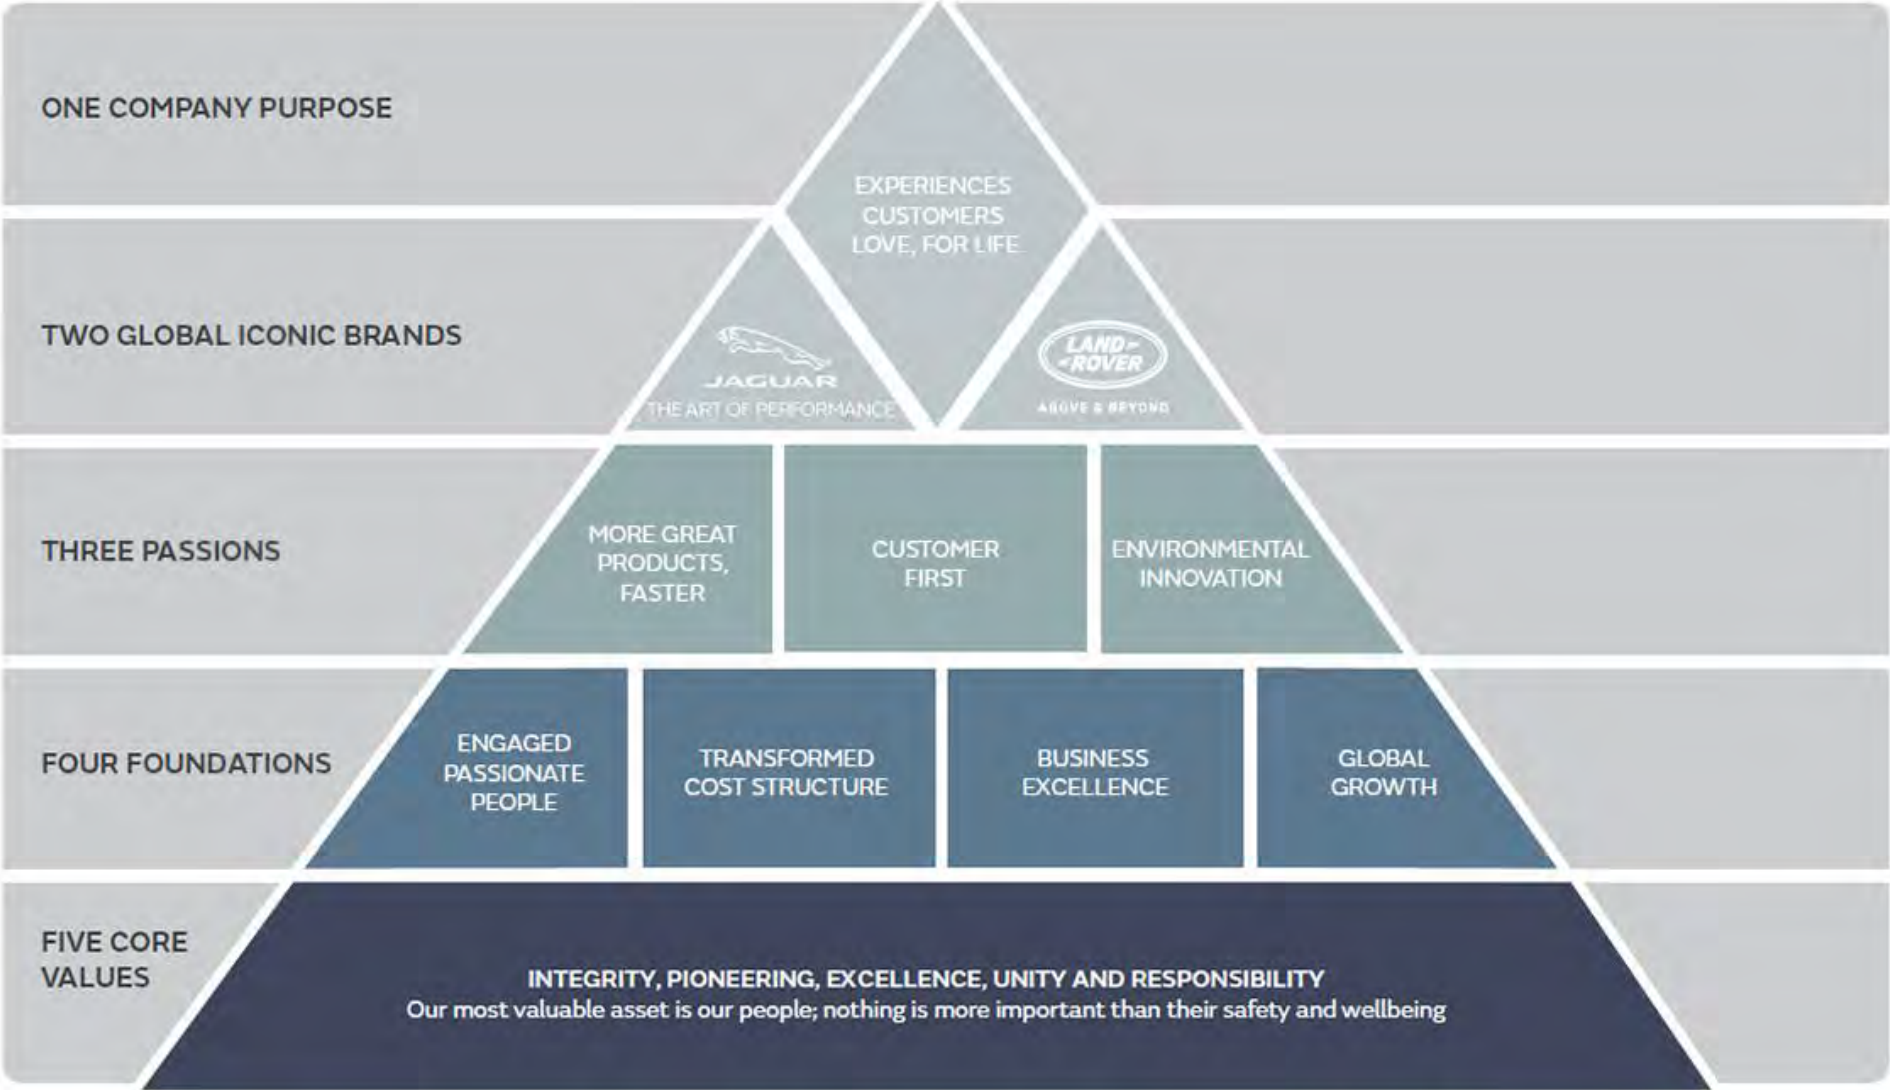 ONE COMPANY PURPOSE
EXPERIENCES
CUSTOMERS
LOVE, FOR LIFE
TWO GLOBAL ICONIC BRANDS
JAGUAR
THE ART OF PERFORMANCE
LAND
ROVER
ABOVE & BEYOND
THREE PASSIONS
MORE GREAT
PRODUCTS,
FASTER
CUSTOMER
FIRST
ENVIRONMENTAL
INNOVATION
FOUR FOUNDATIONS
ENGAGED
PASSIONATE
PEOPLE
TRANSFORMED
COST STRUCTURE
BUSINESS
EXCELLENCE
GLOBAL
GROWTH
FIVE CORE
VALUES
INTEGRITY, PIONEERING, EXCELLENCE, UNITY AND RESPONSIBILITY
Our most valuable asset is our people; nothing is more important than their safety and wellbeing